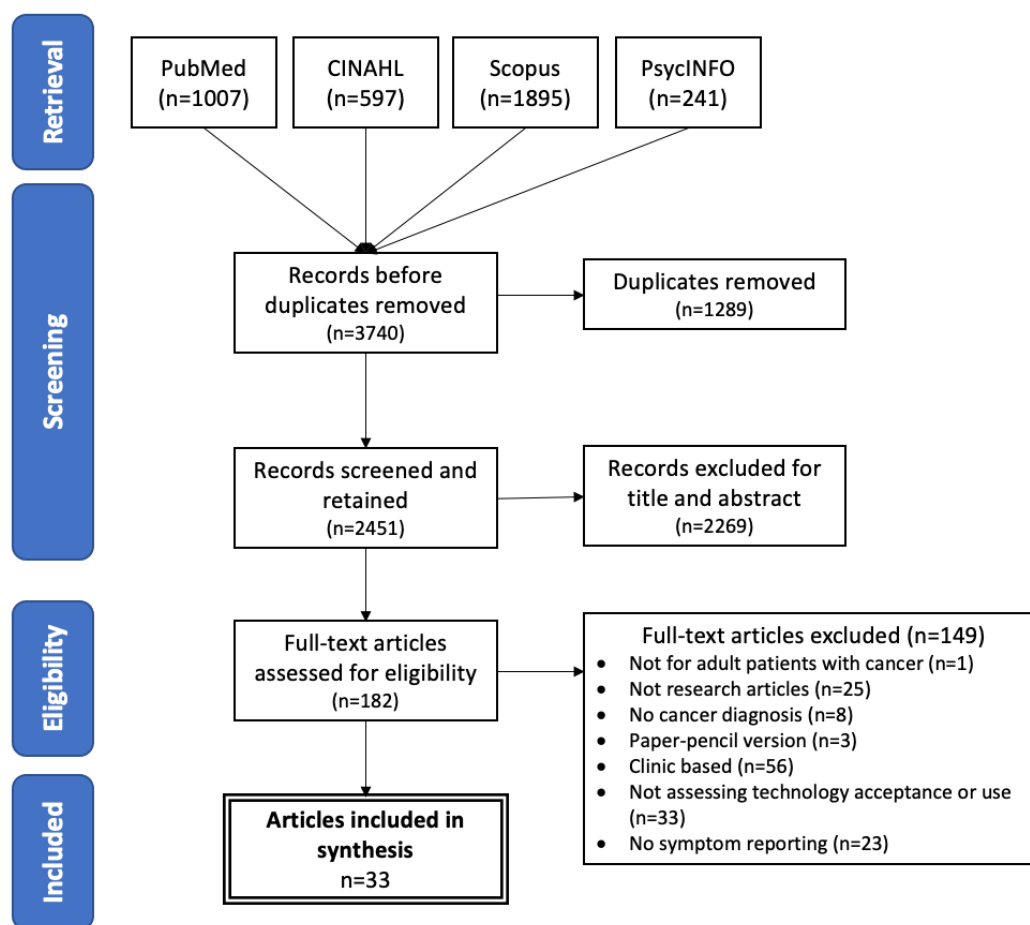 Retrieval
PubMed
(n=1007)
CINAHL
(n=597)
Scopus
(n=1895)
PsycINFO
(n=241)
Screening
Records before
duplicates removed
(n=3740)
Duplicates removed
(n=1289)
Records screened and
retained
(n=2451)
Records excluded for
title and abstract
(n=2269)
Eligibility
Full-text articles
assessed for eligibility
(n=182)
Full-text articles excluded (n=149)
• Not for adult patients with cancer (n=1)
• Not research articles (n=25)
• No cancer diagnosis (n=8)
• Paper-pencil version (n=3)
• Clinic based (n=56)
• Not assessing technology acceptance or use
(n=33)
• No symptom reporting (n=23)
Included
Articles included in
synthesis
n=33